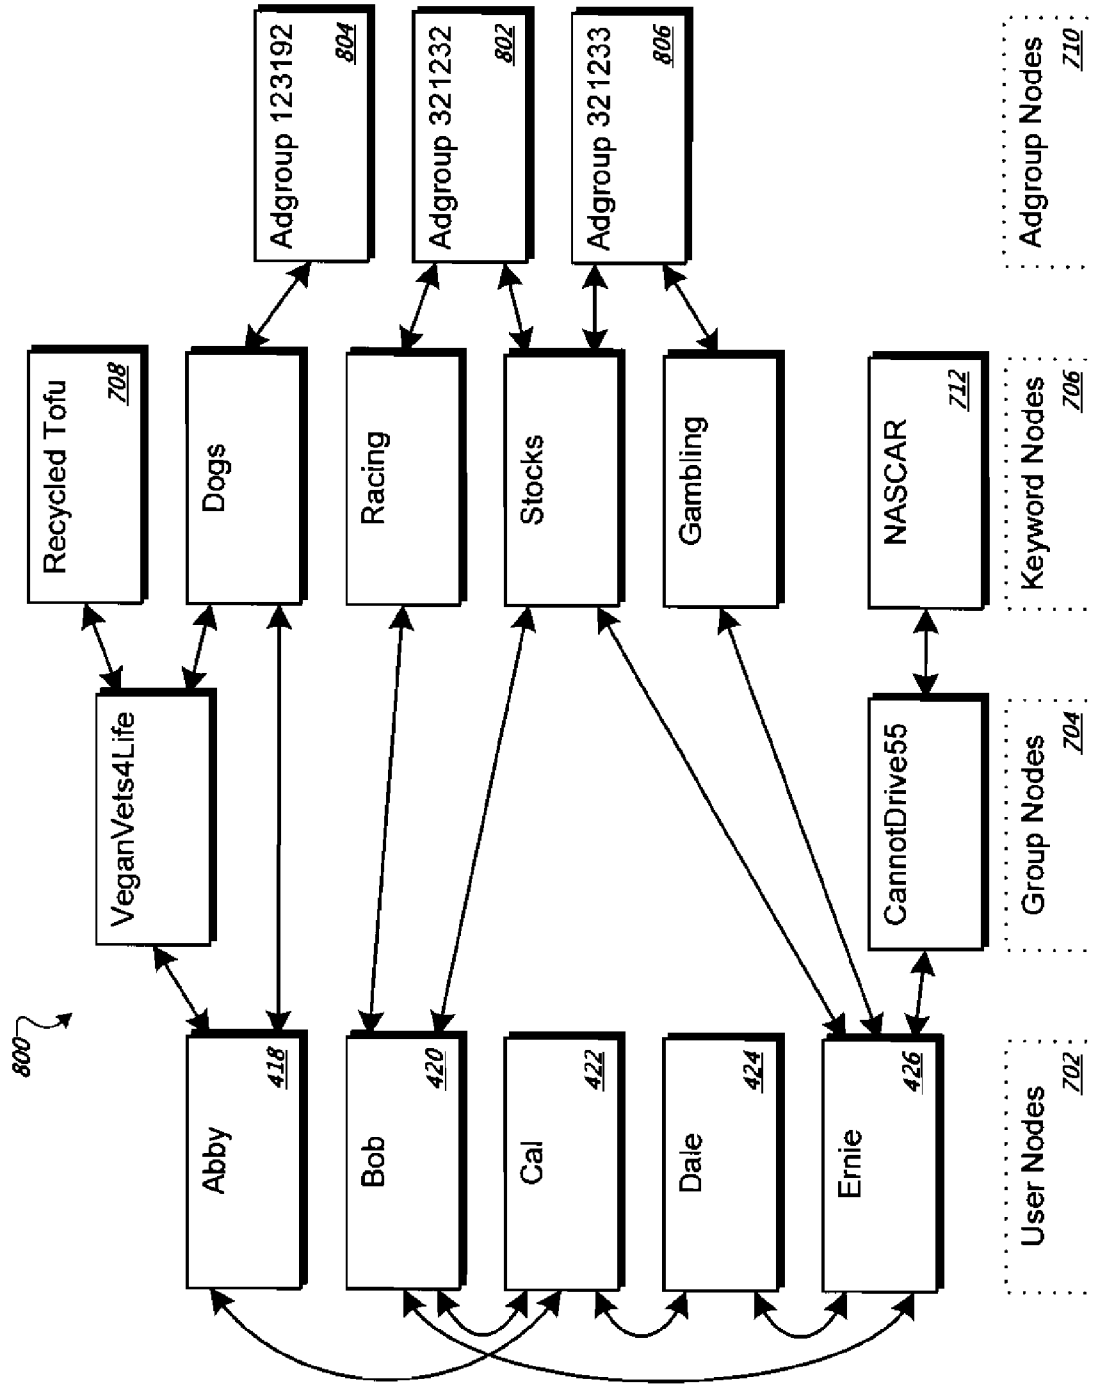 800
Abby
418
Bob
420
Cal
422
Dale
424
Ernie
426
User Nodes
702
VeganVets4Life
CannotDrive55
Group Nodes
704
Recycled Tofu
708
Dogs
Racing
Stocks
Gambling
NASCAR
712
Keyword Nodes
706
Adgroup 123192
804
Adgroup 321232
802
Adgroup 321233
806
Adgroup Nodes
710